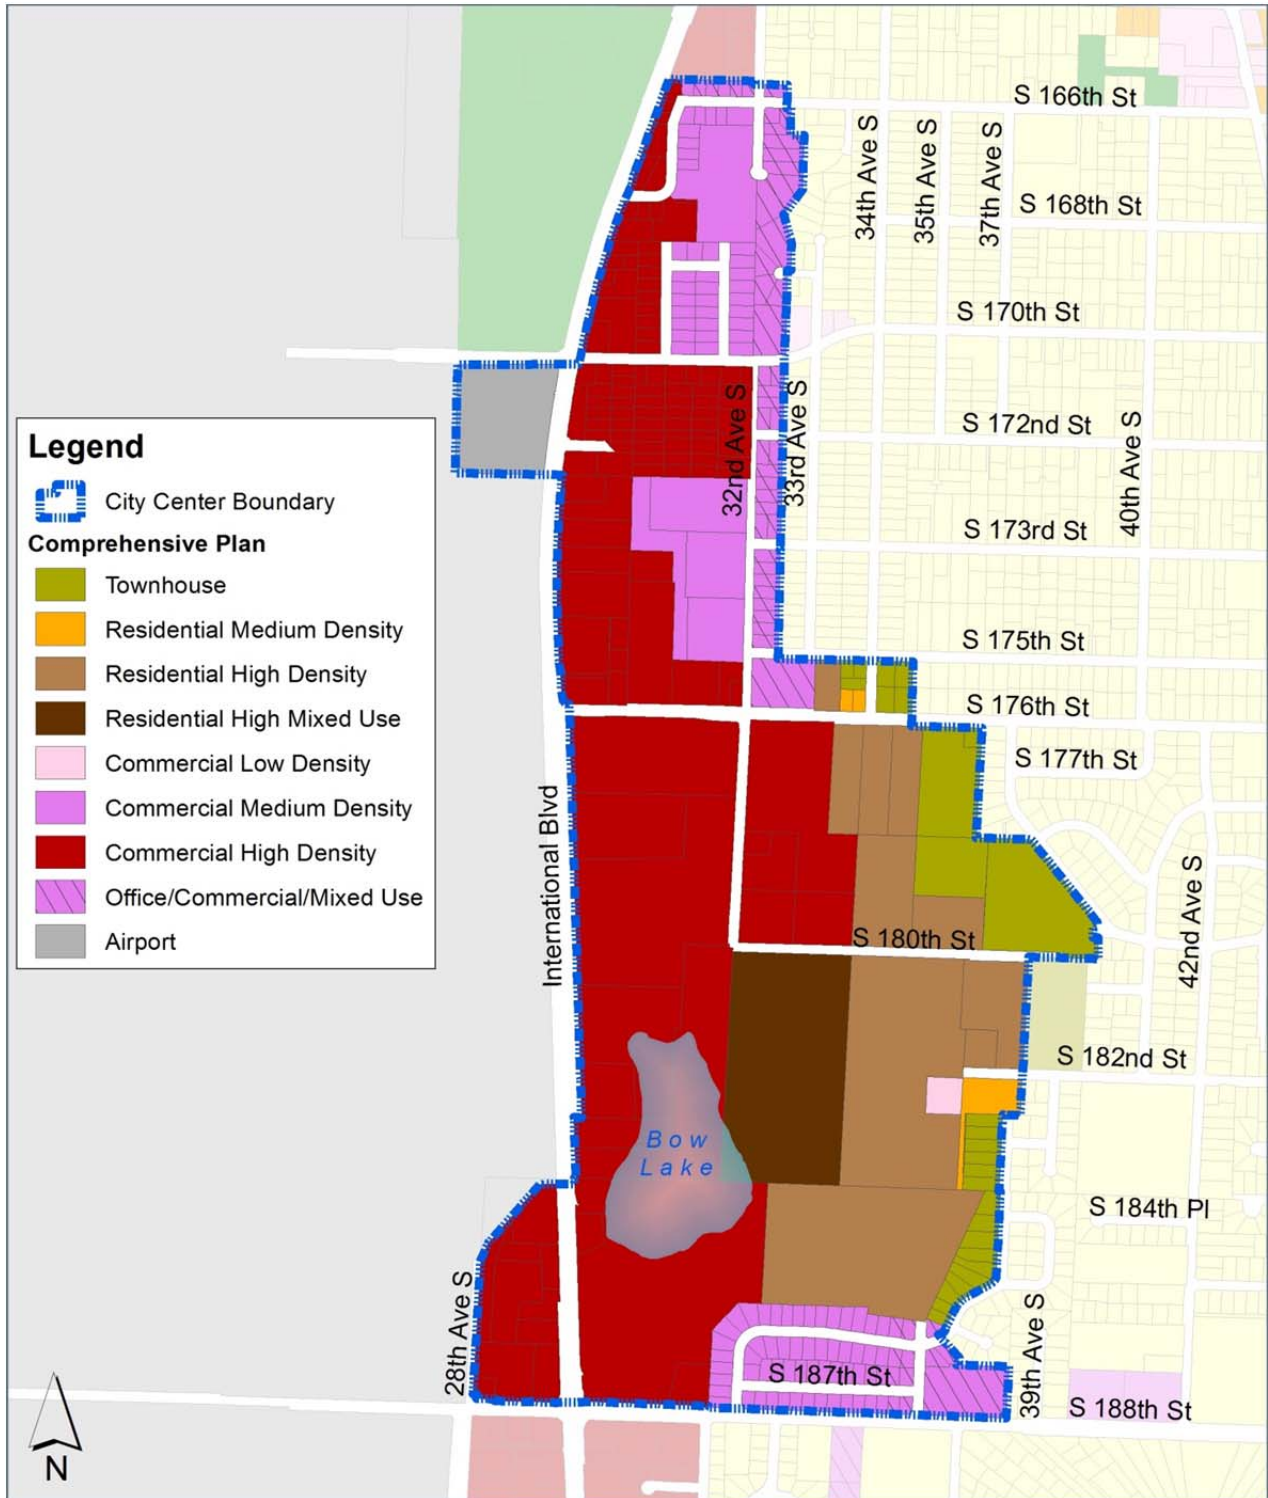 S 166th St
34th Ave S
35th Ave S
37th Ave S
S 168th St
S 170th St
32nd Ave S
33rd Ave S
S 172nd St
40th Ave S
S 173rd St
Legend
City Center Boundary
Comprehensive Plan
Townhouse
Residential Medium Density
Residential High Density
Residential High Mixed Use
Commercial Low Density
Commercial Medium Density
Commercial High Density
Office/Commercial/Mixed Use
Airport
S 175th St
S 176th St
S 177th St
International Blvd
42nd Ave S
S 180th St
S 182nd St
Bow
Lake
S 184th Pl
28th Ave S
39th Ave S
S 187th St
S 188th St
N